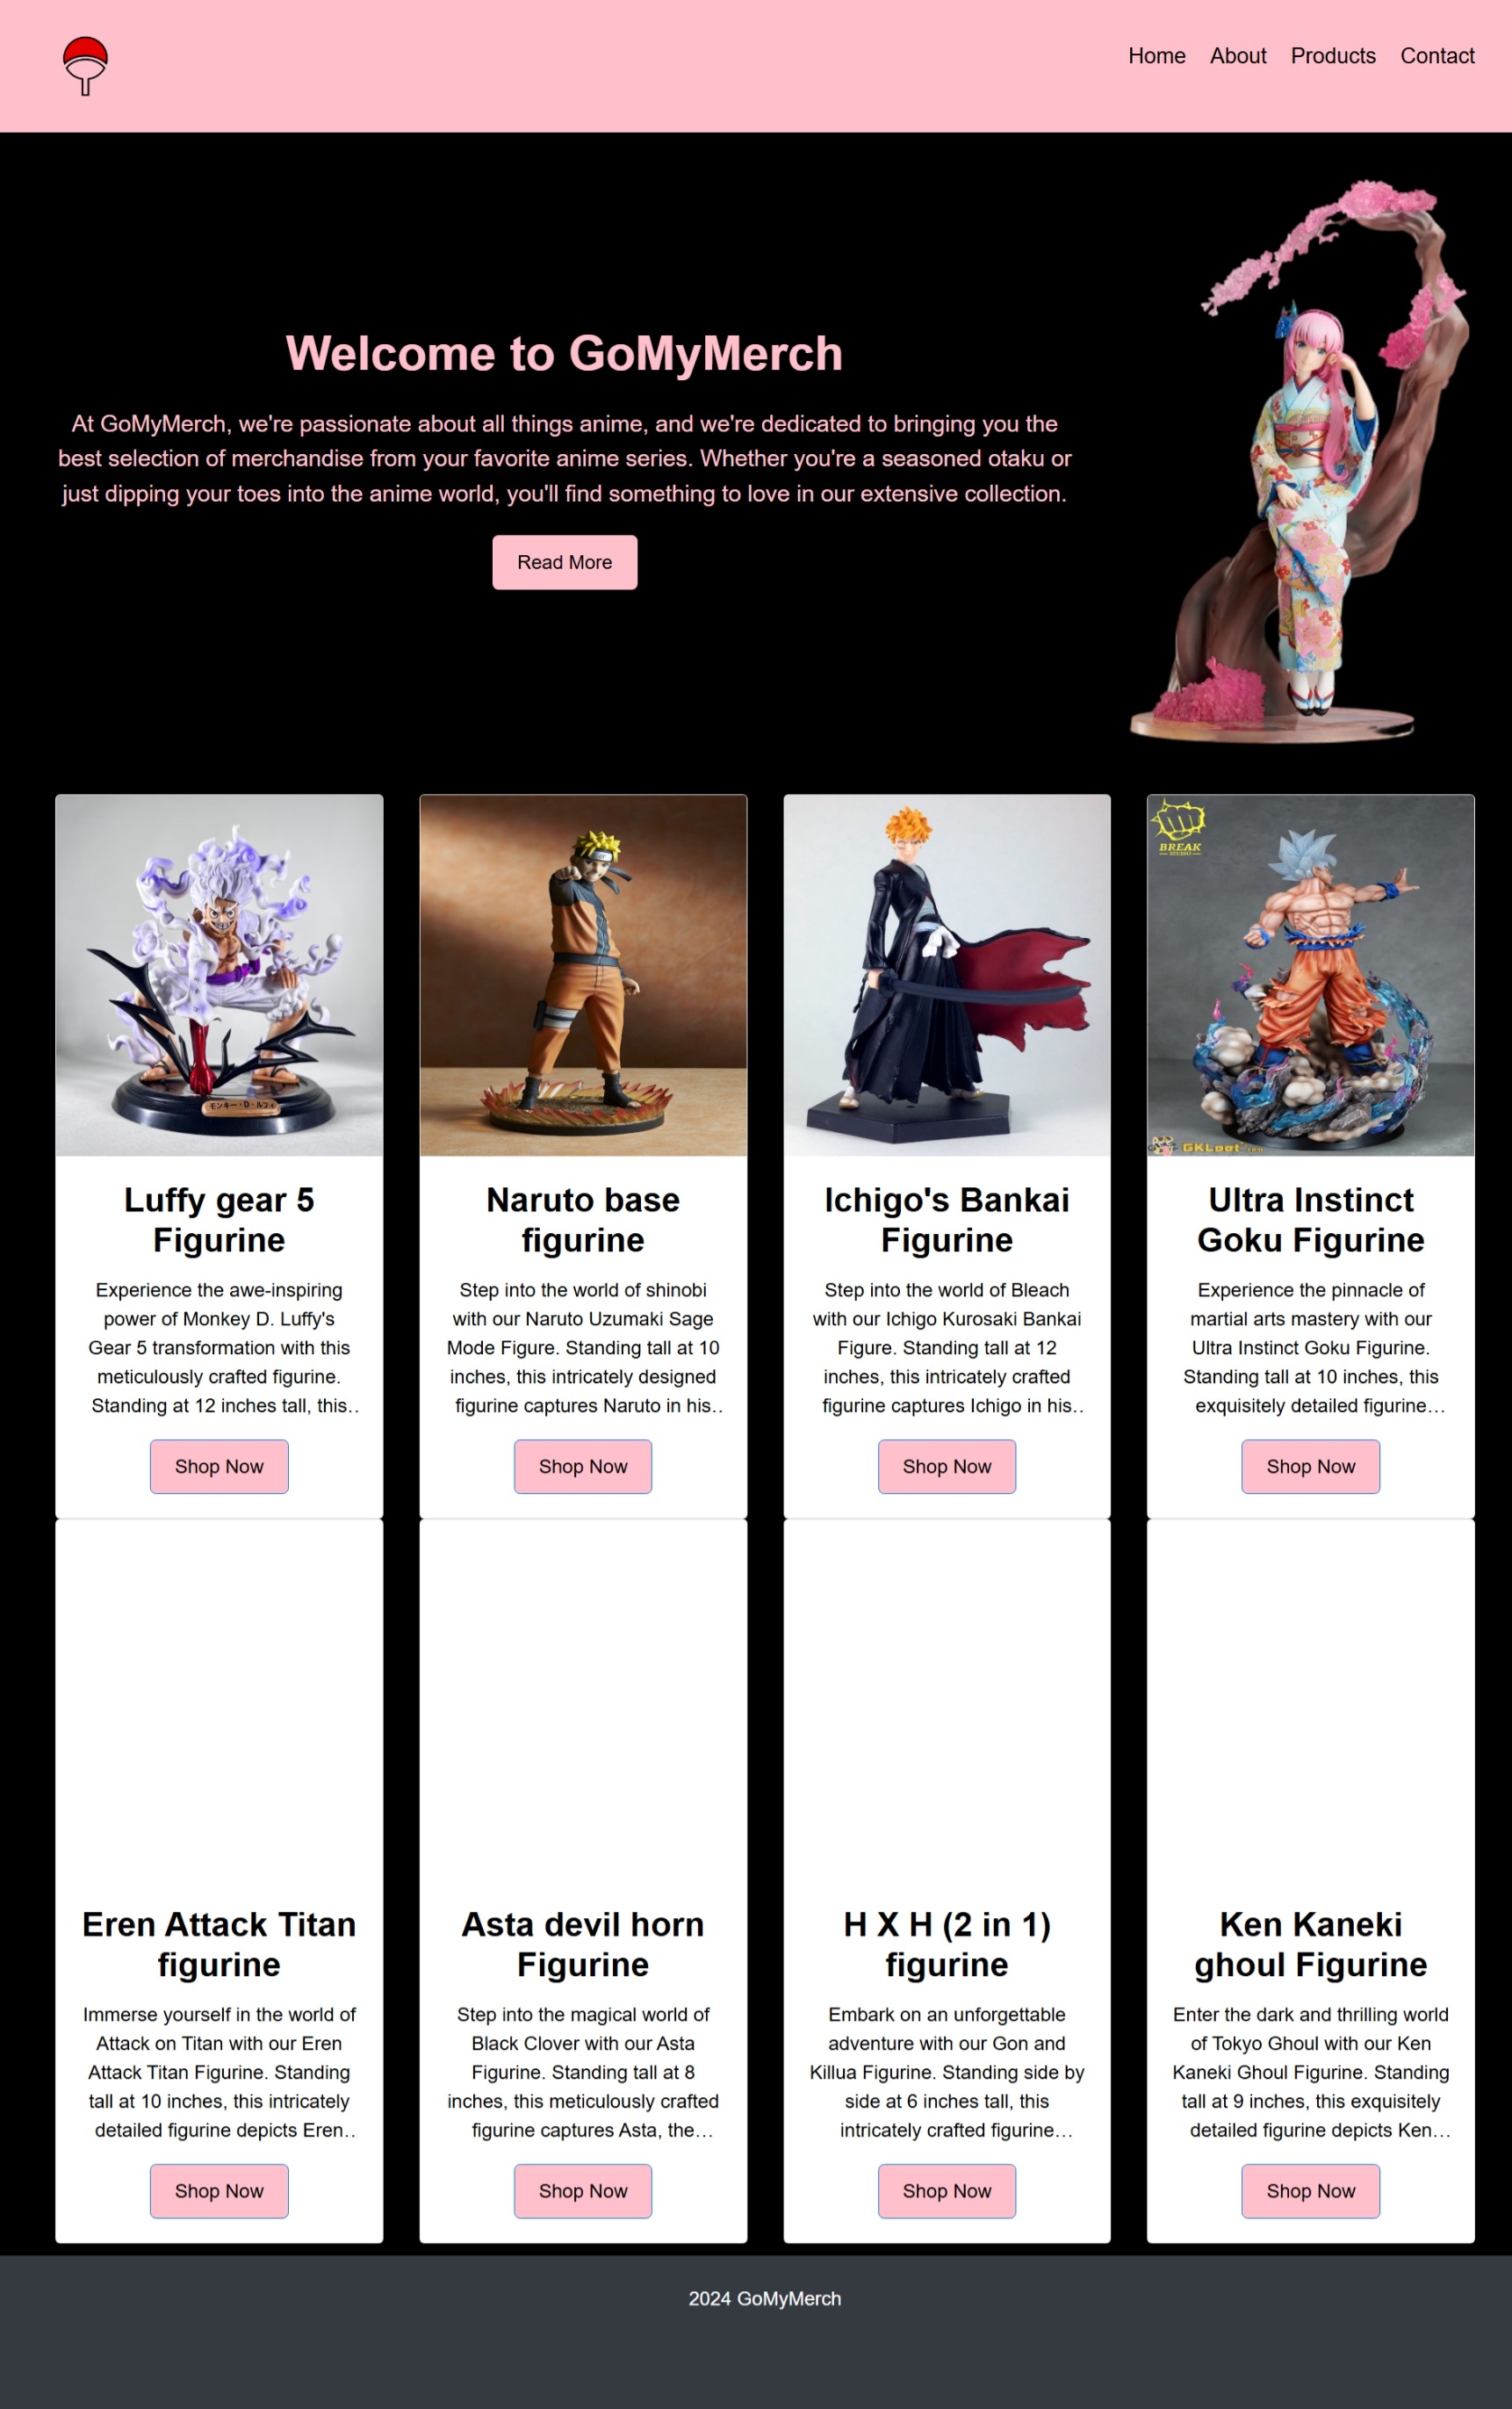 Home About Products Contact
Welcome to GoMyMerch
At GoMyMerch, we're passionate about all things anime, and we're dedicated to bringing you the
best selection of merchandise from your favorite anime series. Whether you're a seasoned otaku or
just dipping your toes into the anime world, you'll find something to love in our extensive collection.
Read More
モンキー・D・ルフィ
Luffy gear 5
Figurine
Experience the awe-inspiring
power of Monkey D. Luffy's
Gear 5 transformation with this
meticulously crafted figurine.
Standing at 12 inches tall, this..
Shop Now
Naruto base
figurine
Step into the world of shinobi
with our Naruto Uzumaki Sage
Mode Figure. Standing tall at 10
inches, this intricately designed
figurine captures Naruto in his..
Shop Now
Ichigo's Bankai
Figurine
Step into the world of Bleach
with our Ichigo Kurosaki Bankai
Figure. Standing tall at 12
inches, this intricately crafted
figurine captures Ichigo in his..
Shop Now
BREAK
STUDIO
GKLoot.com
Ultra Instinct
Goku Figurine
Experience the pinnacle of
martial arts mastery with our
Ultra Instinct Goku Figurine.
Standing tall at 10 inches, this
exquisitely detailed figurine...
Shop Now
Eren Attack Titan
figurine
Immerse yourself in the world of
Attack on Titan with our Eren
Attack Titan Figurine. Standing
tall at 10 inches, this intricately
detailed figurine depicts Eren..
Shop Now
Asta devil horn
Figurine
Step into the magical world of
Black Clover with our Asta
Figurine. Standing tall at 8
inches, this meticulously crafted
figurine captures Asta, the...
Shop Now
H X H (2 in 1)
figurine
Embark on an unforgettable
adventure with our Gon and
Killua Figurine. Standing side by
side at 6 inches tall, this
intricately crafted figurine...
Shop Now
Ken Kaneki
ghoul Figurine
Enter the dark and thrilling world
of Tokyo Ghoul with our Ken
Kaneki Ghoul Figurine. Standing
tall at 9 inches, this exquisitely
detailed figurine depicts Ken...
Shop Now
2024 GoMyMerch